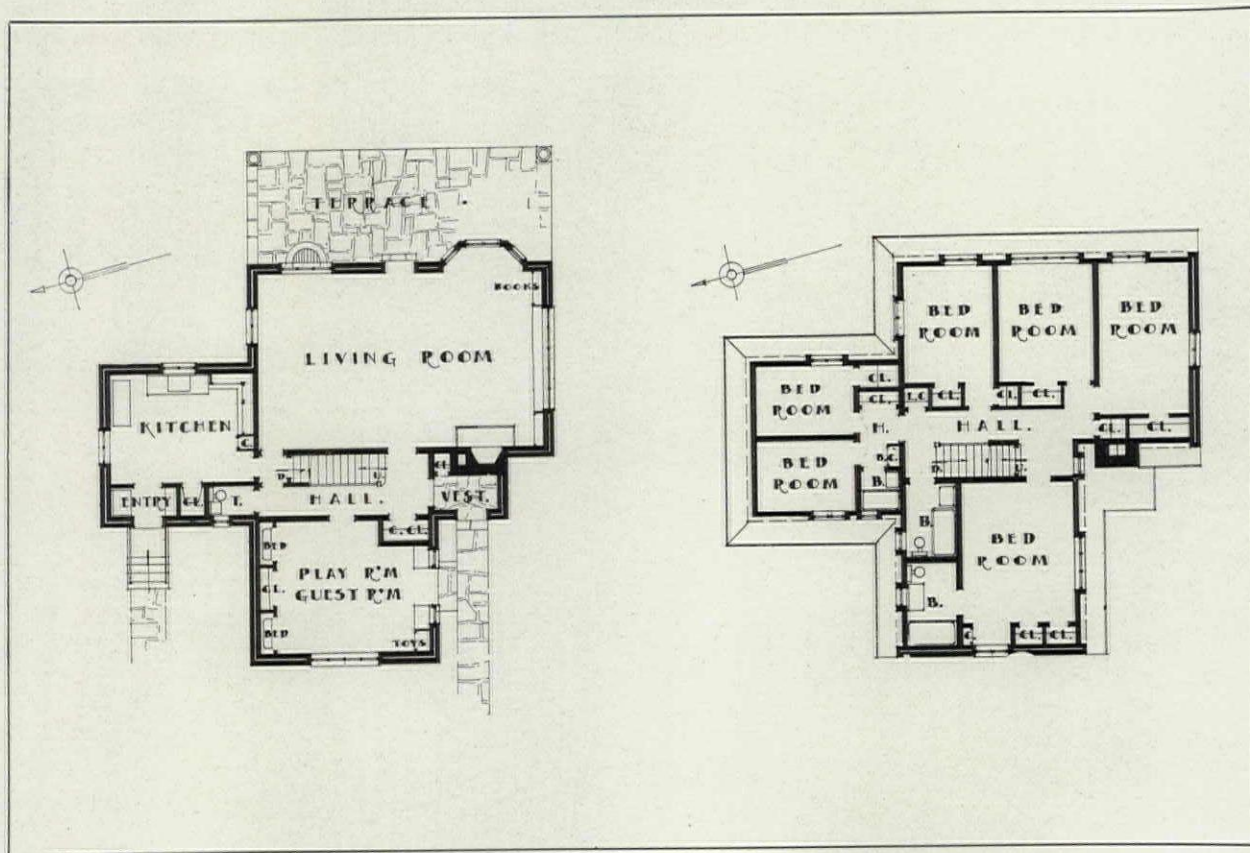 TERRACE
BOOKS
LIVING ROOM
KITCHEN
C.
ENTRY
CL.
T.
D.
U.
CL.
HALL.
VEST.
C. CL.
BED
CL.
BED
PLAY R'M
GUEST R'M
TOYS
BED
ROOM
BED
ROOM
BED
ROOM
BED
ROOM
CL.
CL.
L.C.
CL.
CL.
CL.
CL.
CL.
H.
HALL.
BED
ROOM
B.C.
B.
D.
U.
B.
BED
ROOM
B.
C.
CL.
CL.